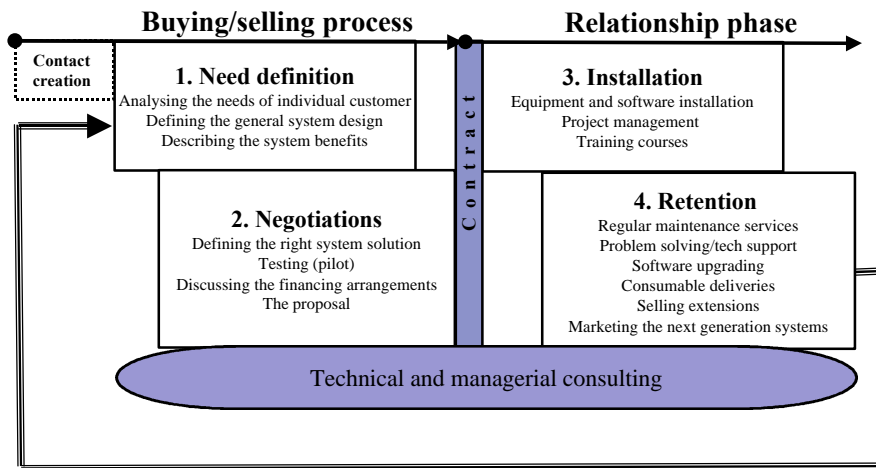 Buying/selling process
Relationship phase
Contact
creation
1. Need definition
Analysing the needs of individual customer
Defining the general system design
Describing the system benefits
2. Negotiations
Defining the right system solution
Testing (pilot)
Discussing the financing arrangements
The proposal
Contract
3. Installation
Equipment and software installation
Project management
Training courses
4. Retention
Regular maintenance services
Problem solving/tech support
Software upgrading
Consumable deliveries
Selling extensions
Marketing the next generation systems
Technical and managerial consulting